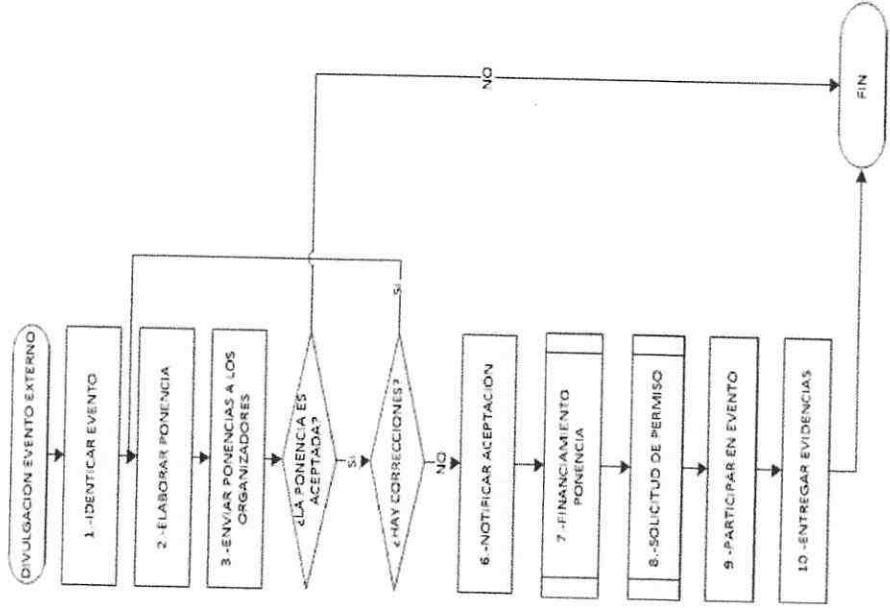 DIVULGACION EVENTO EXTERNO
1.-IDENTICAR EVENTO
2.-ELABORAR PONENCIA
3.-ENVIAR PONENCIAS A LOS
ORGANIZADORES
¿LA PONENCIA ES
ACEPTADA?
NO
SI
¿HAY CORRECCIONES?
SI
NO
6.-NOTIFICAR ACEPTACION
7.-FINANCIAMIENTO
PONENCIA
8.-SOLICITUD DE PERMISO
9-PARTICIPAR EN EVENTO
10.-ENTREGAR EVIDENCIAS
FIN